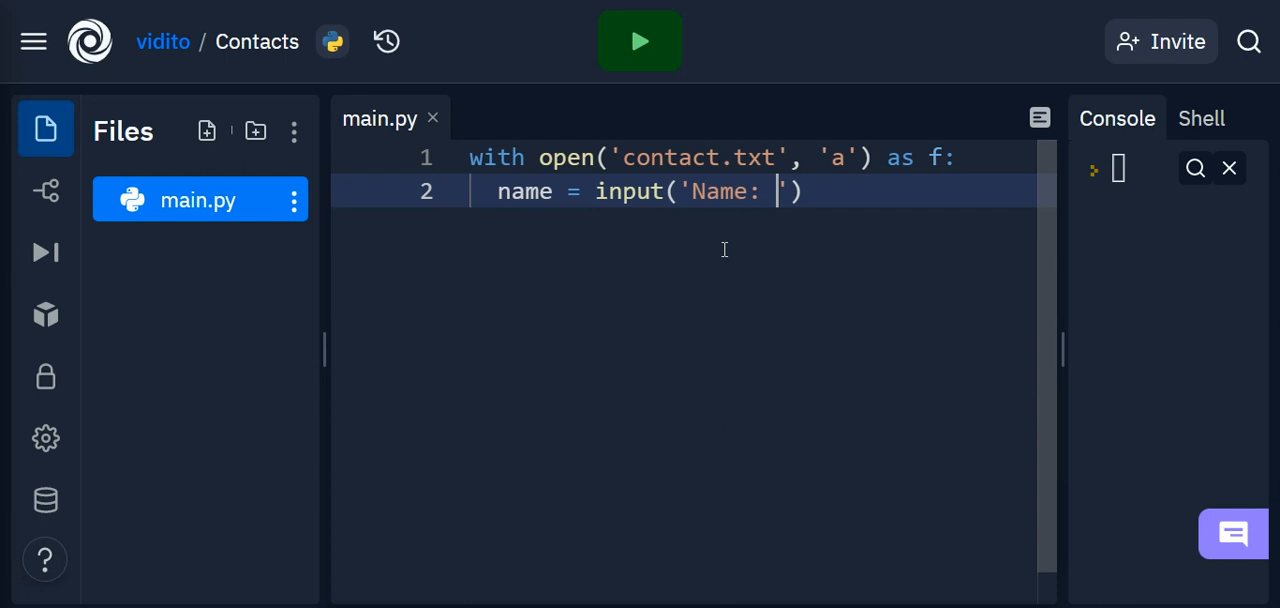 vidito / Contacts
Invite
Files
main.py
main.py ×
1 with open('contact.txt', 'a') as f:
2 name = input('Name: ')
Console Shell
?